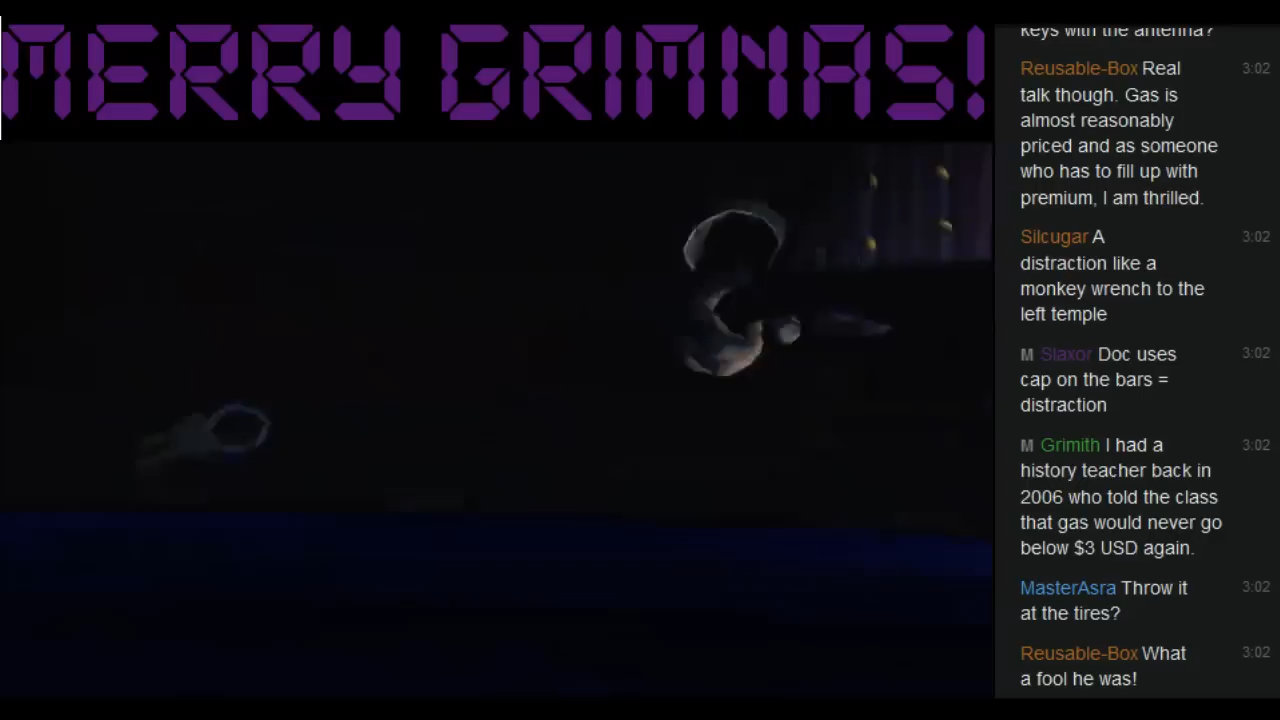 MERRY GRIMNAS!
keys with the antenna?
Reusable-Box Real 3:02
talk though. Gas is
almost reasonably
priced and as someone
who has to fill up with
premium, I am thrilled.
Silcugar A 3:02
distraction like a
monkey wrench to the
left temple
M Slaxor Doc uses 3:02
cap on the bars =
distraction
M Grimith I had a 3:02
history teacher back in
2006 who told the class
that gas would never go
below $3 USD again.
MasterAsra Throw it 3:02
at the tires?
Reusable-Box What 3:02
a fool he was!